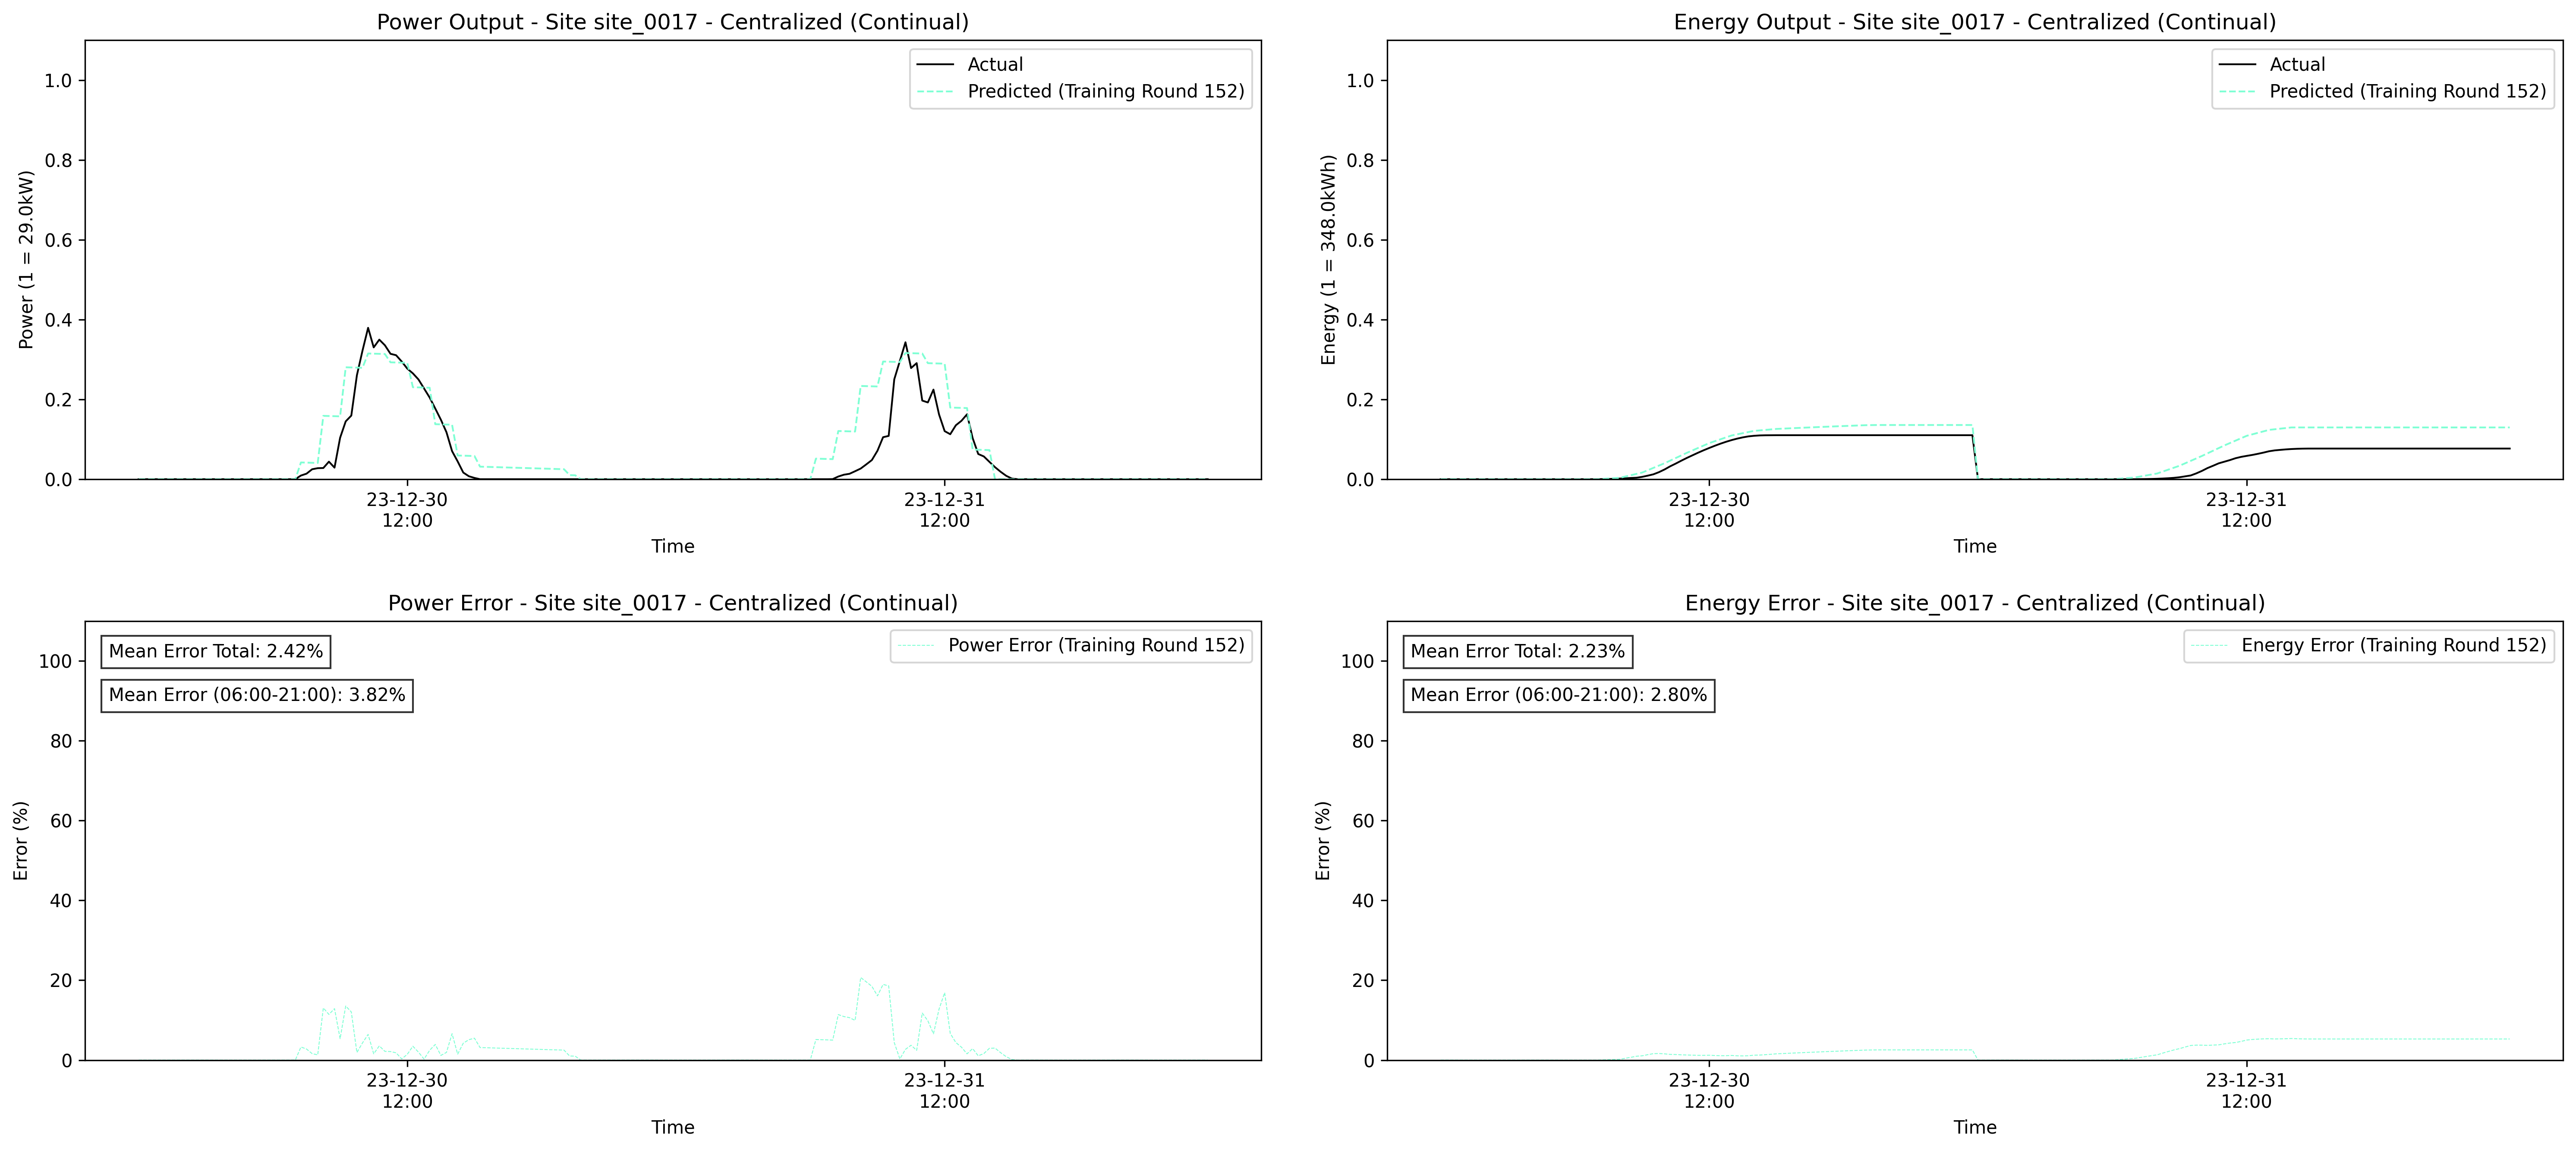 Power Output - Site site_0017 - Centralized (Continual)
Power (1 = 29.0kW)
1.0
0.8
0.6
0.4
0.2
0.0
Actual
Predicted (Training Round 152)
23-12-30
12:00
23-12-31
12:00
Time
Energy Output - Site site_0017 - Centralized (Continual)
Energy (1 = 348.0kWh)
1.0
0.8
0.6
0.4
0.2
0.0
Actual
Predicted (Training Round 152)
23-12-30
12:00
23-12-31
12:00
Time
Power Error - Site site_0017 - Centralized (Continual)
Error (%)
100
80
60
40
20
0
Mean Error Total: 2.42%
Mean Error (06:00-21:00): 3.82%
Power Error (Training Round 152)
23-12-30
12:00
23-12-31
12:00
Time
Energy Error - Site site_0017 - Centralized (Continual)
Error (%)
100
80
60
40
20
0
Mean Error Total: 2.23%
Mean Error (06:00-21:00): 2.80%
Energy Error (Training Round 152)
23-12-30
12:00
23-12-31
12:00
Time